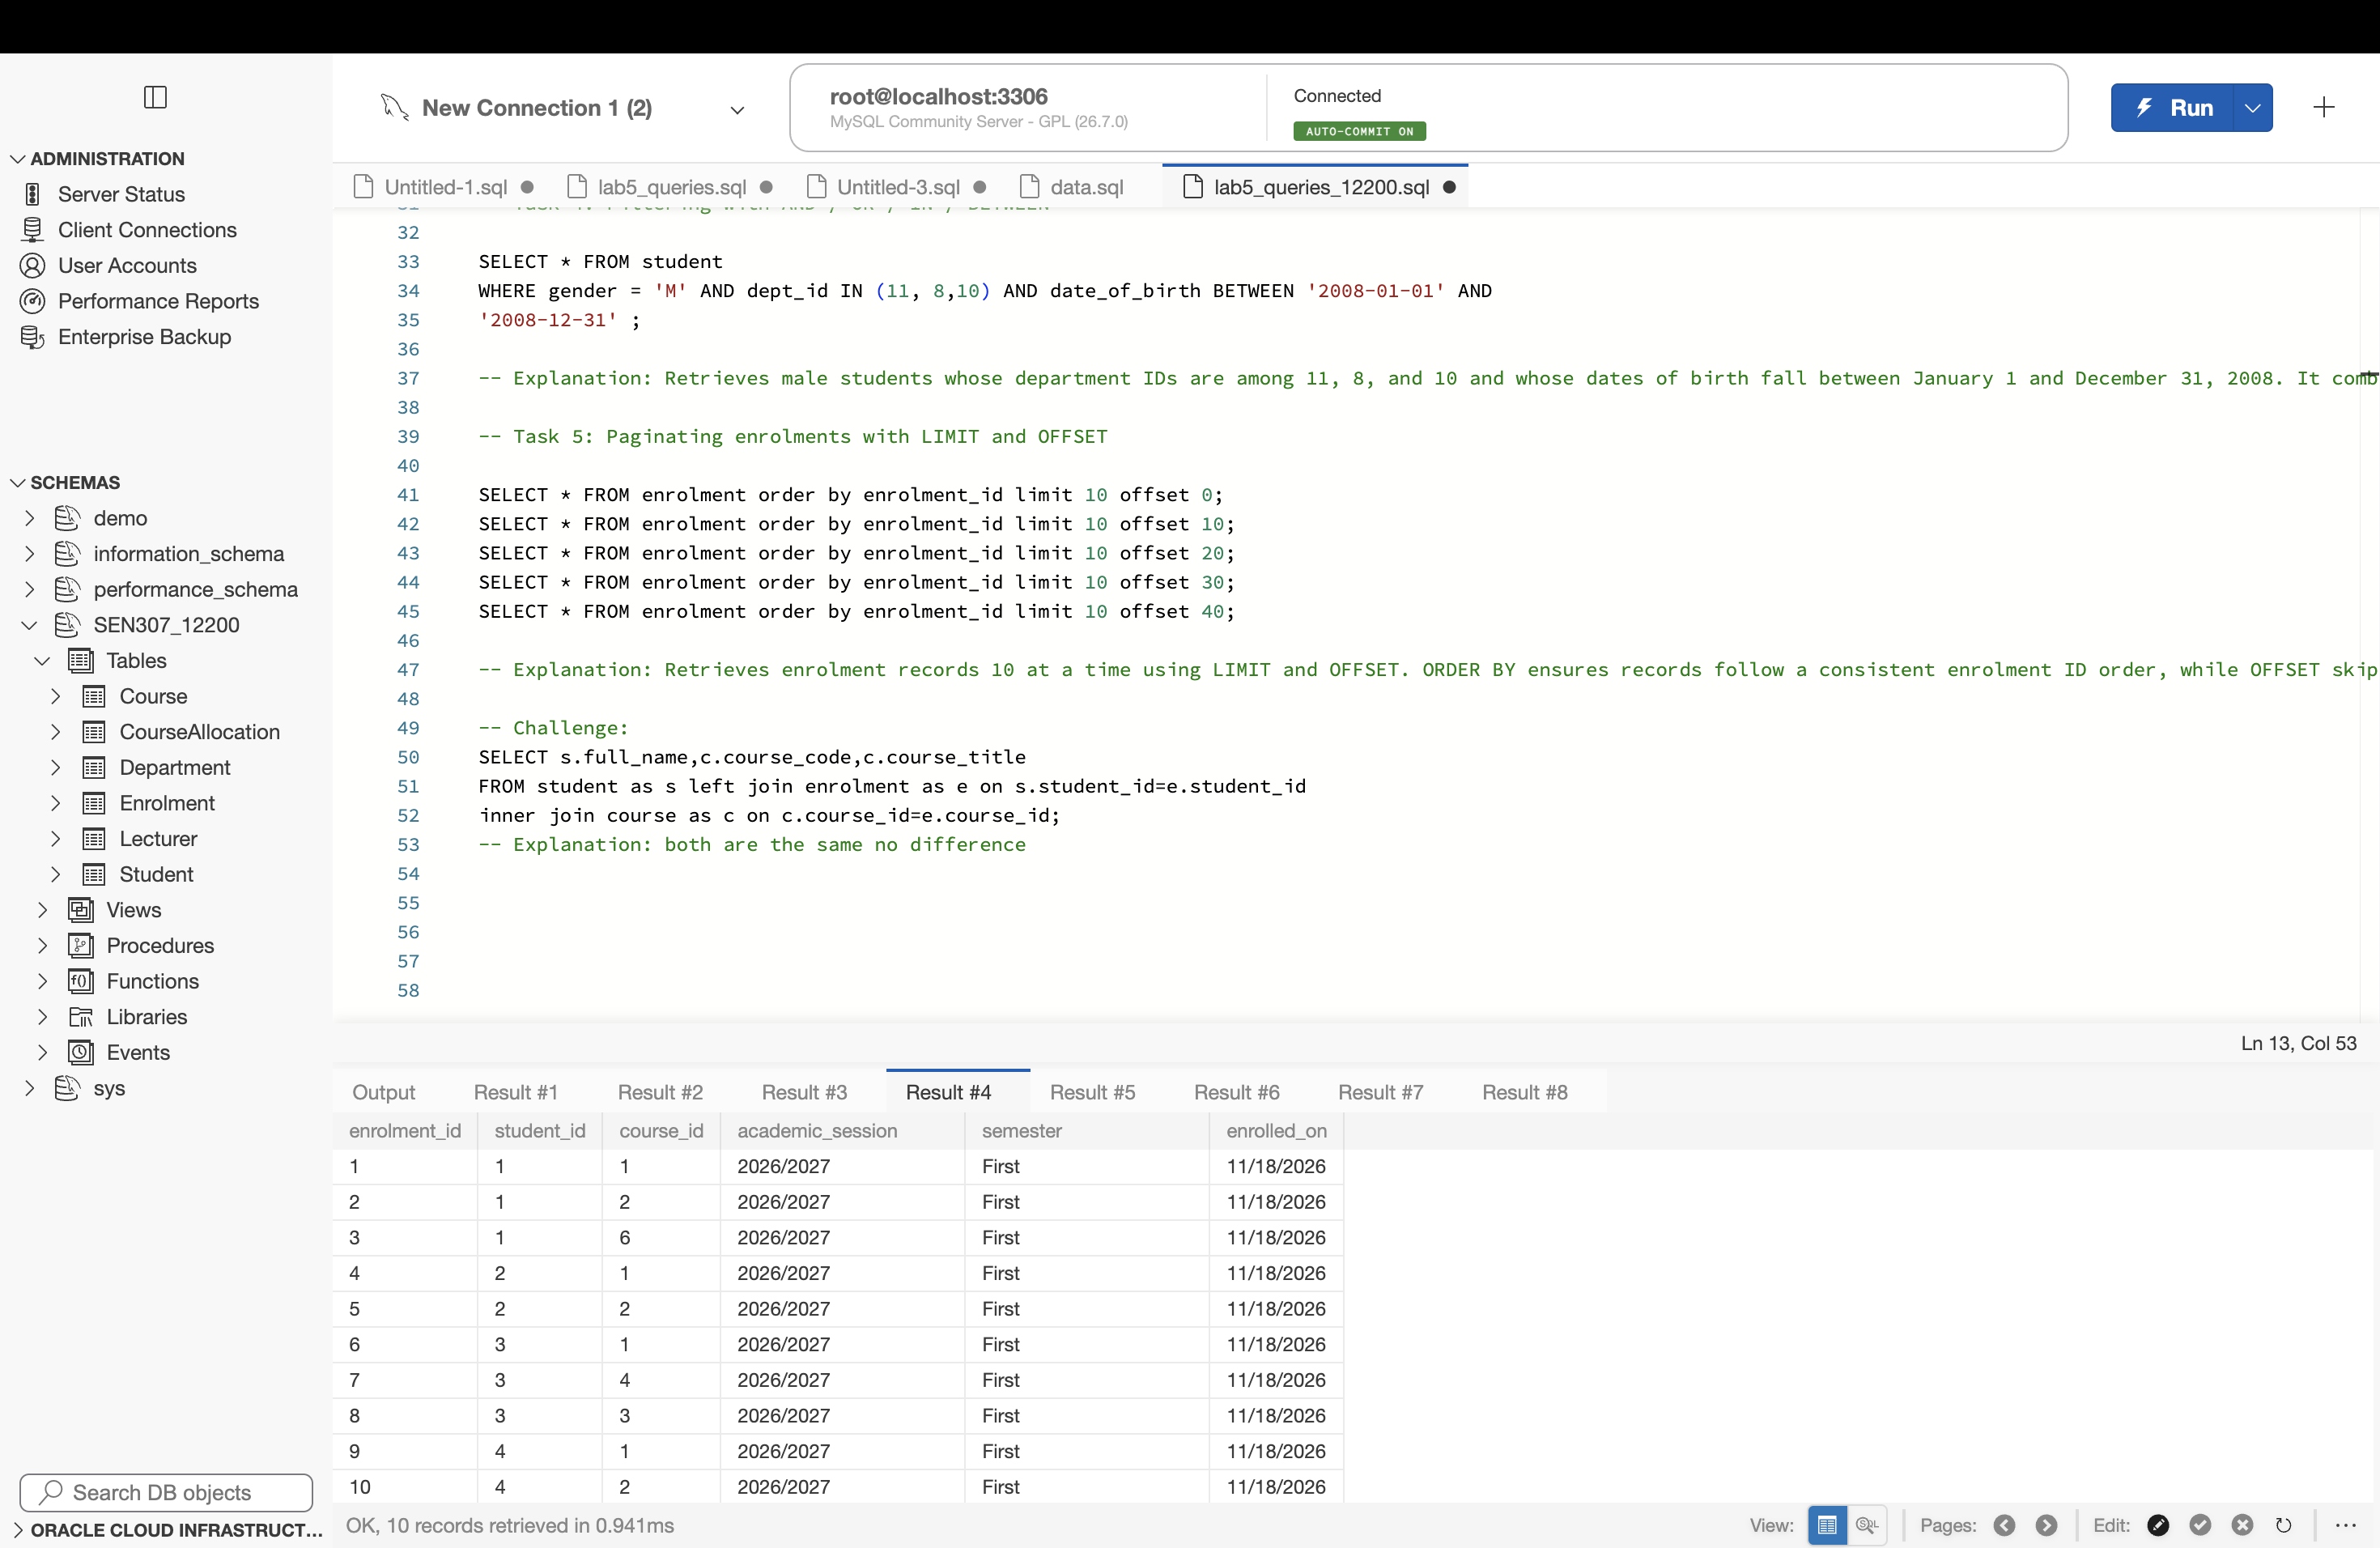 New Connection 1 (2)
root@localhost:3306
MySQL Community Server - GPL (26.7.0)
Connected
AUTO-COMMIT ON
Run
ADMINISTRATION
Server Status
Client Connections
User Accounts
Performance Reports
Enterprise Backup
SCHEMAS
demo
information_schema
performance_schema
SEN307_12200
Tables
Course
CourseAllocation
Department
Enrolment
Lecturer
Student
Views
Procedures
Functions
Libraries
Events
sys
Search DB objects
ORACLE CLOUD INFRASTRUCT...
Untitled-1.sql
lab5_queries.sql
Untitled-3.sql
data.sql
lab5_queries_12200.sql
32
33 SELECT * FROM student
34 WHERE gender = 'M' AND dept_id IN (11, 8,10) AND date_of_birth BETWEEN '2008-01-01' AND
35 '2008-12-31' ;
36
37 -- Explanation: Retrieves male students whose department IDs are among 11, 8, and 10 and whose dates of birth fall between January 1 and December 31, 2008. It comb
38
39 -- Task 5: Paginating enrolments with LIMIT and OFFSET
40
41 SELECT * FROM enrolment order by enrolment_id limit 10 offset 0;
42 SELECT * FROM enrolment order by enrolment_id limit 10 offset 10;
43 SELECT * FROM enrolment order by enrolment_id limit 10 offset 20;
44 SELECT * FROM enrolment order by enrolment_id limit 10 offset 30;
45 SELECT * FROM enrolment order by enrolment_id limit 10 offset 40;
46
47 -- Explanation: Retrieves enrolment records 10 at a time using LIMIT and OFFSET. ORDER BY ensures records follow a consistent enrolment ID order, while OFFSET skip
48
49 -- Challenge:
50 SELECT s.full_name,c.course_code,c.course_title
51 FROM student as s left join enrolment as e on s.student_id=e.student_id
52 inner join course as c on c.course_id=e.course_id;
53 -- Explanation: both are the same no difference
54
55
56
57
58
Ln 13, Col 53
Output Result #1 Result #2 Result #3 Result #4 Result #5 Result #6 Result #7 Result #8
enrolment_id student_id course_id academic_session semester enrolled_on
1 1 1 2026/2027 First 11/18/2026
2 1 2 2026/2027 First 11/18/2026
3 1 6 2026/2027 First 11/18/2026
4 2 1 2026/2027 First 11/18/2026
5 2 2 2026/2027 First 11/18/2026
6 3 1 2026/2027 First 11/18/2026
7 3 4 2026/2027 First 11/18/2026
8 3 3 2026/2027 First 11/18/2026
9 4 1 2026/2027 First 11/18/2026
10 4 2 2026/2027 First 11/18/2026
OK, 10 records retrieved in 0.941ms
View:
Pages:
Edit: